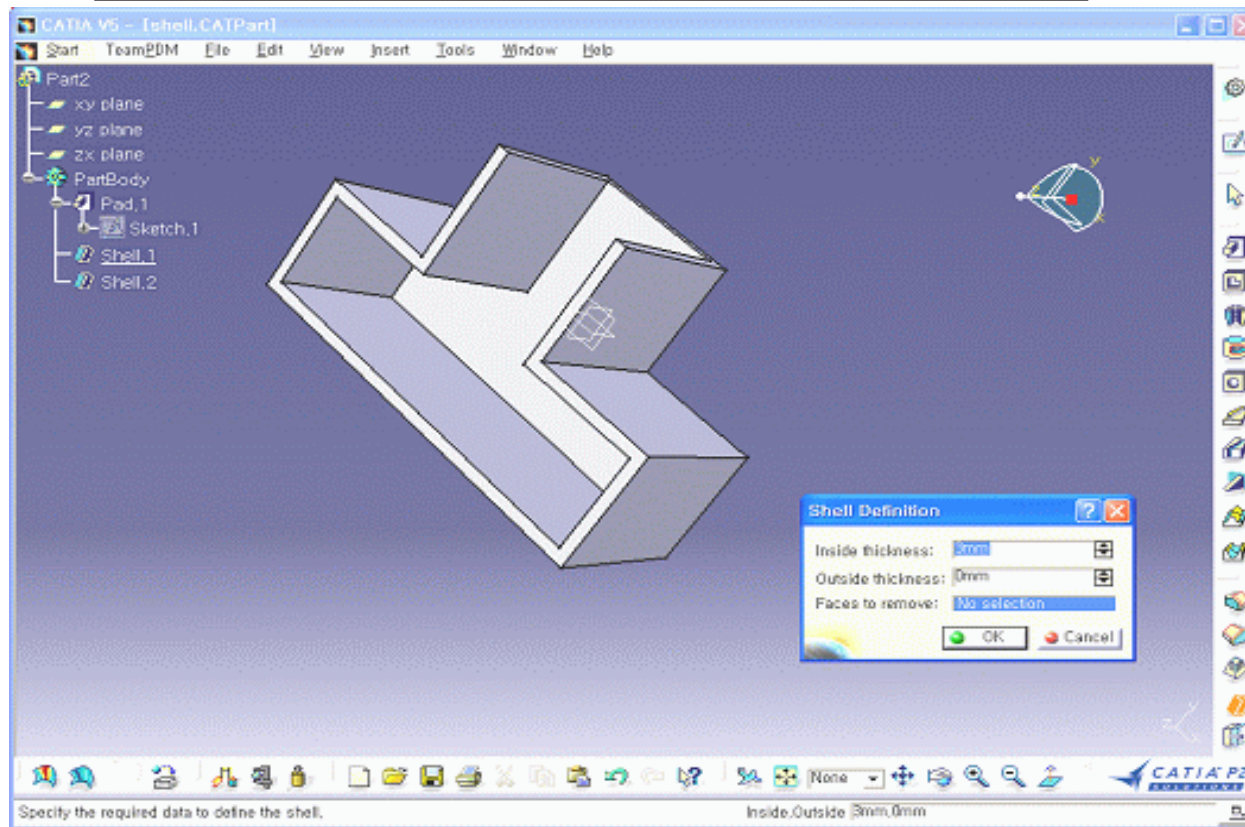 CATIA V5 - [shell.CATPart]
Start TeamPDM File Edit View Insert Tools Window Help
Part2
xy plane
yz plane
zx plane
PartBody
Pad.1
Sketch.1
Shell.1
Shell.2
y
x
z
Shell Definition
Inside thickness: 3mm
Outside thickness: 0mm
Faces to remove: No selection
OK Cancel
z y
None
CATIA P2
SOLUTIONS
Specify the required data to define the shell.
Inside,Outside 3mm,0mm